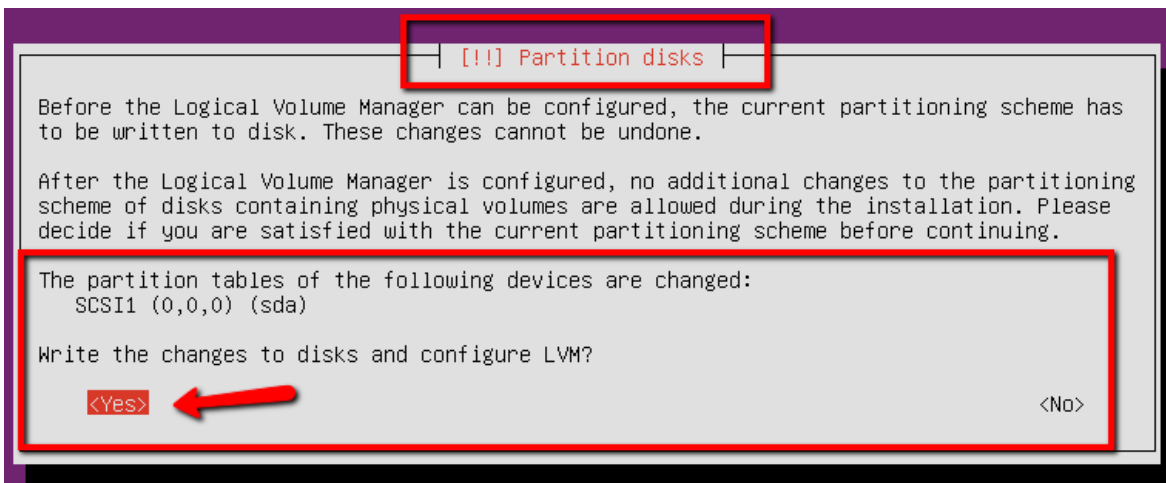 [!!] Partition disks
Before the Logical Volume Manager can be configured, the current partitioning scheme has
to be written to disk. These changes cannot be undone.
After the Logical Volume Manager is configured, no additional changes to the partitioning
scheme of disks containing physical volumes are allowed during the installation. Please
decide if you are satisfied with the current partitioning scheme before continuing.
The partition tables of the following devices are changed:
SCSI1 (0,0,0) (sda)
Write the changes to disks and configure LVM?
<Yes> <No>